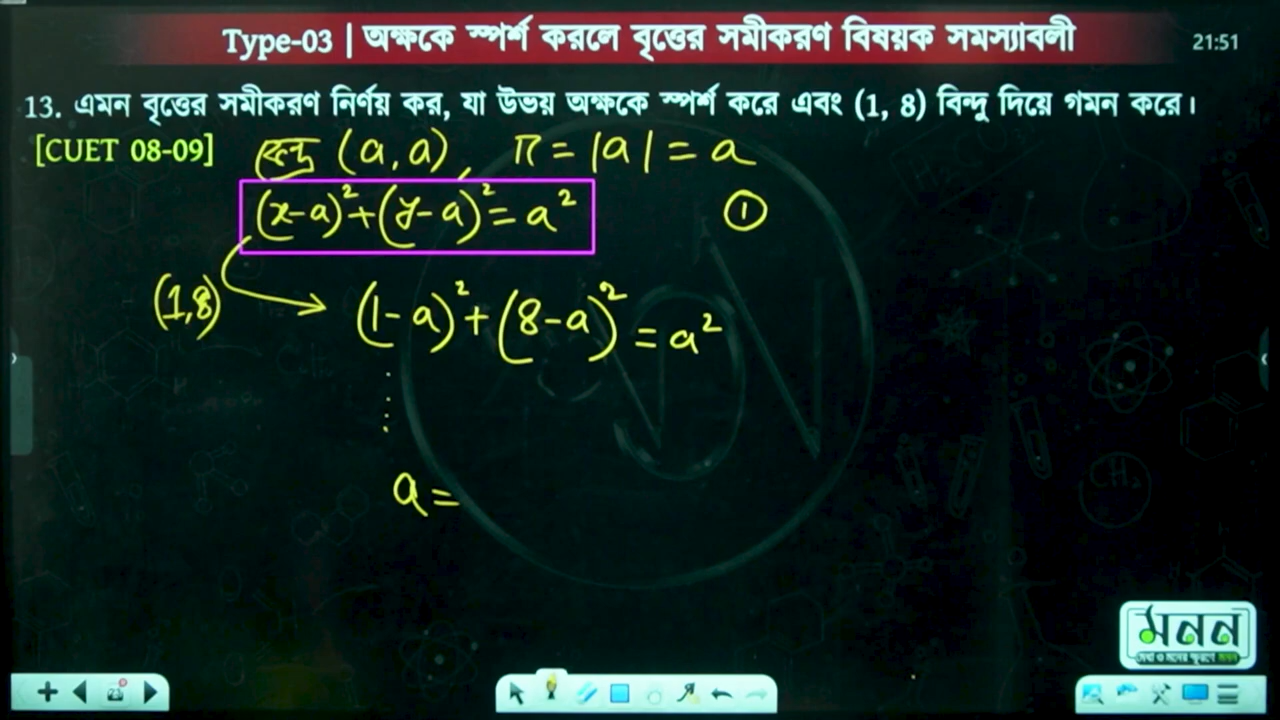 Type-03 | অক্ষকে স্পর্শ করলে বৃত্তের সমীকরণ বিষয়ক সমস্যাবলী
21:51
13. এমন বৃত্তের সমীকরণ নির্ণয় কর, যা উভয় অক্ষকে স্পর্শ করে এবং (1, 8) বিন্দু দিয়ে গমন করে।
[CUET 08-09] কেন্দ্র (a, a), r = |a| = a
(x-a)²+(y-a)² = a² ①
(1,8) (1-a)² + (8-a)² = a²
a =
CH₃
মনন